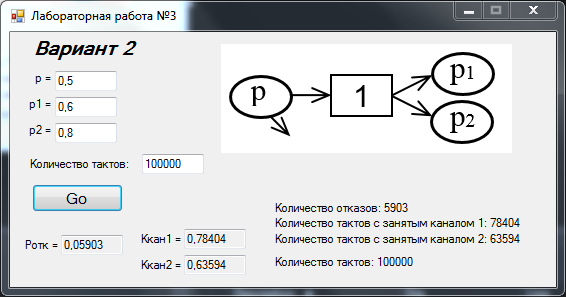 Лабораторная работа №3
Вариант 2
p = 0,5
p1 = 0,6
p2 = 0,8
p
1
p1
p2
Количество тактов: 100000
Go
Количество отказов: 5903
Количество тактов с занятым каналом 1: 78404
Количество тактов с занятым каналом 2: 63594
Количество тактов: 100000
Pотк = 0,05903
Kкан1 = 0,78404
Kкан2 = 0,63594